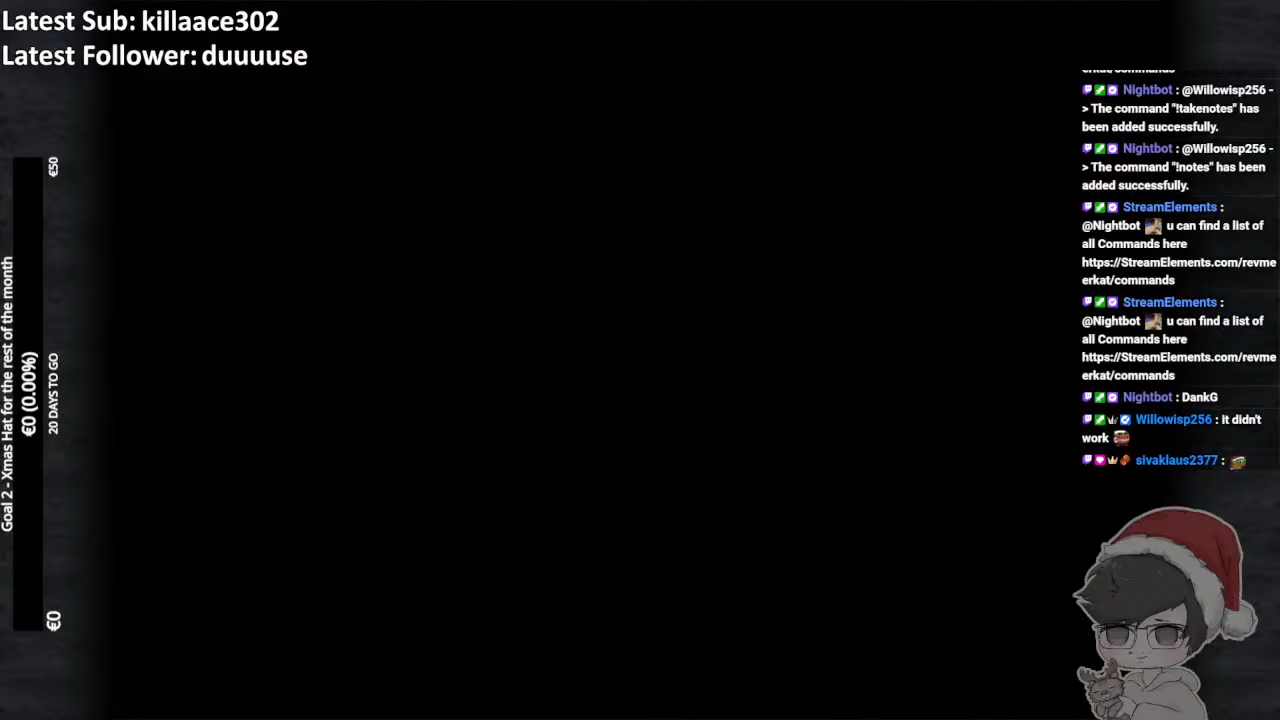 Latest Sub: killaace302
Latest Follower: duuuuse
Goal 2 - Xmas Hat for the rest of the month
€0 (0.00%)
20 DAYS TO GO
€50
€0
erkat/commands
Nightbot : @Willowisp256 -
> The command "!takenotes" has
been added successfully.
Nightbot : @Willowisp256 -
> The command "!notes" has been
added successfully.
StreamElements :
@Nightbot u can find a list of
all Commands here
https://StreamElements.com/revme
erkat/commands
StreamElements :
@Nightbot u can find a list of
all Commands here
https://StreamElements.com/revme
erkat/commands
Nightbot : DankG
Willowisp256 : it didn't
work
sivaklaus2377 :